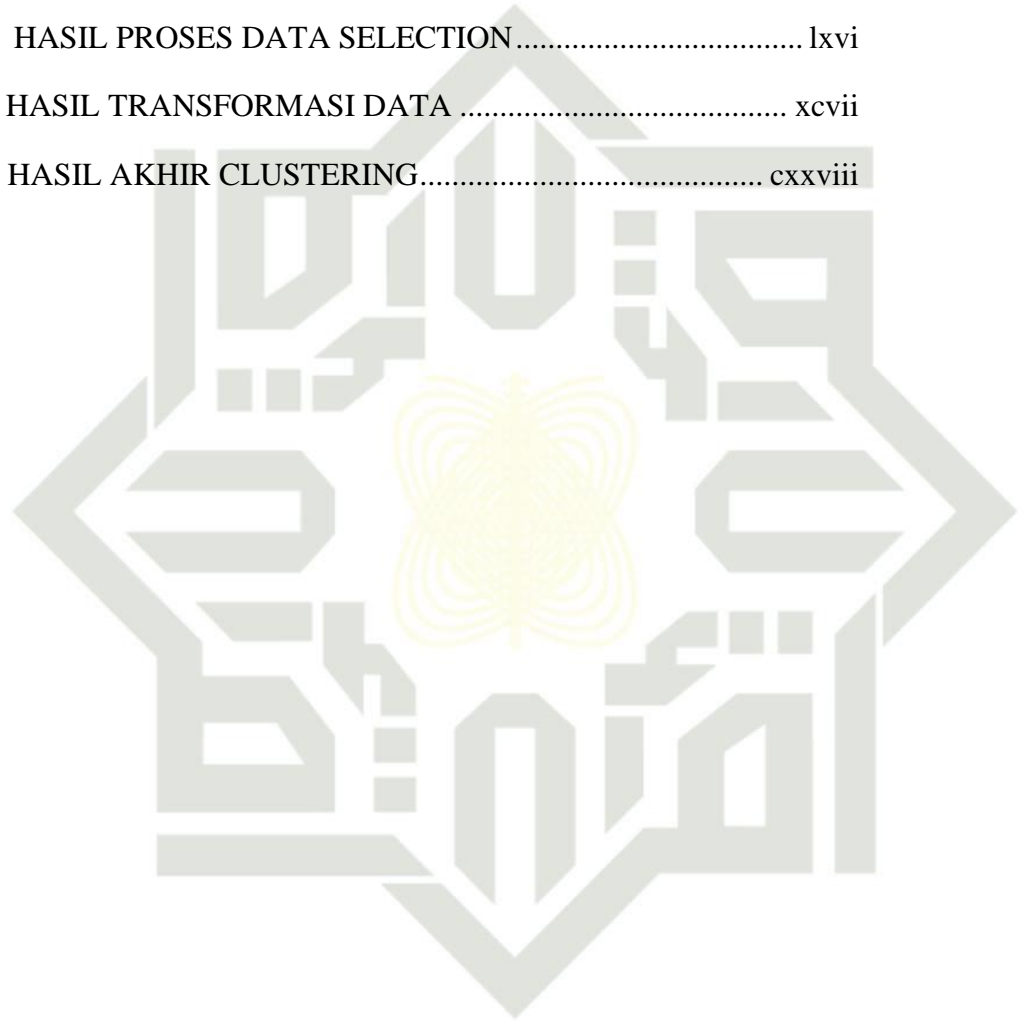 HASIL PROSES DATA SELECTION..................................... lxvi
HASIL TRANSFORMASI DATA .......................................... xcvii
HASIL AKHIR CLUSTERING............................................ cxxviii